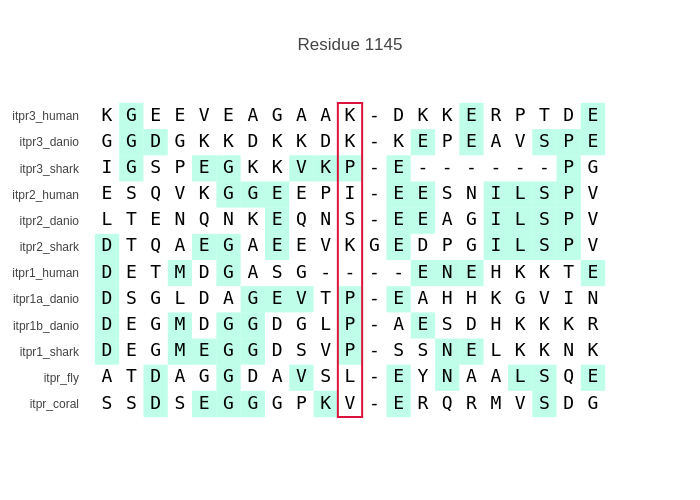 Residue 1145
itpr3_human K G E E V E A G A A K - D K K E R P T D E
itpr3_danio G G D G K K D K K D K - K E P E A V S P E
itpr3_shark I G S P E G K K V K P - E - - - - - - P G
itpr2_human E S Q V K G G E E P I - E E S N I L S P V
itpr2_danio L T E N Q N K E Q N S - E E A G I L S P V
itpr2_shark D T Q A E G A E E V K G E D P G I L S P V
itpr1_human D E T M D G A S G - - - - E N E H K K T E
itpr1a_danio D S G L D A G E V T P - E A H H K G V I N
itpr1b_danio D E G M D G G D G L P - A E S D H K K K R
itpr1_shark D E G M E G G D S V P - S S N E L K K N K
itpr_fly A T D A G G D A V S L - E Y N A A L S Q E
itpr_coral S S D S E G G G P K V - E R Q R M V S D G